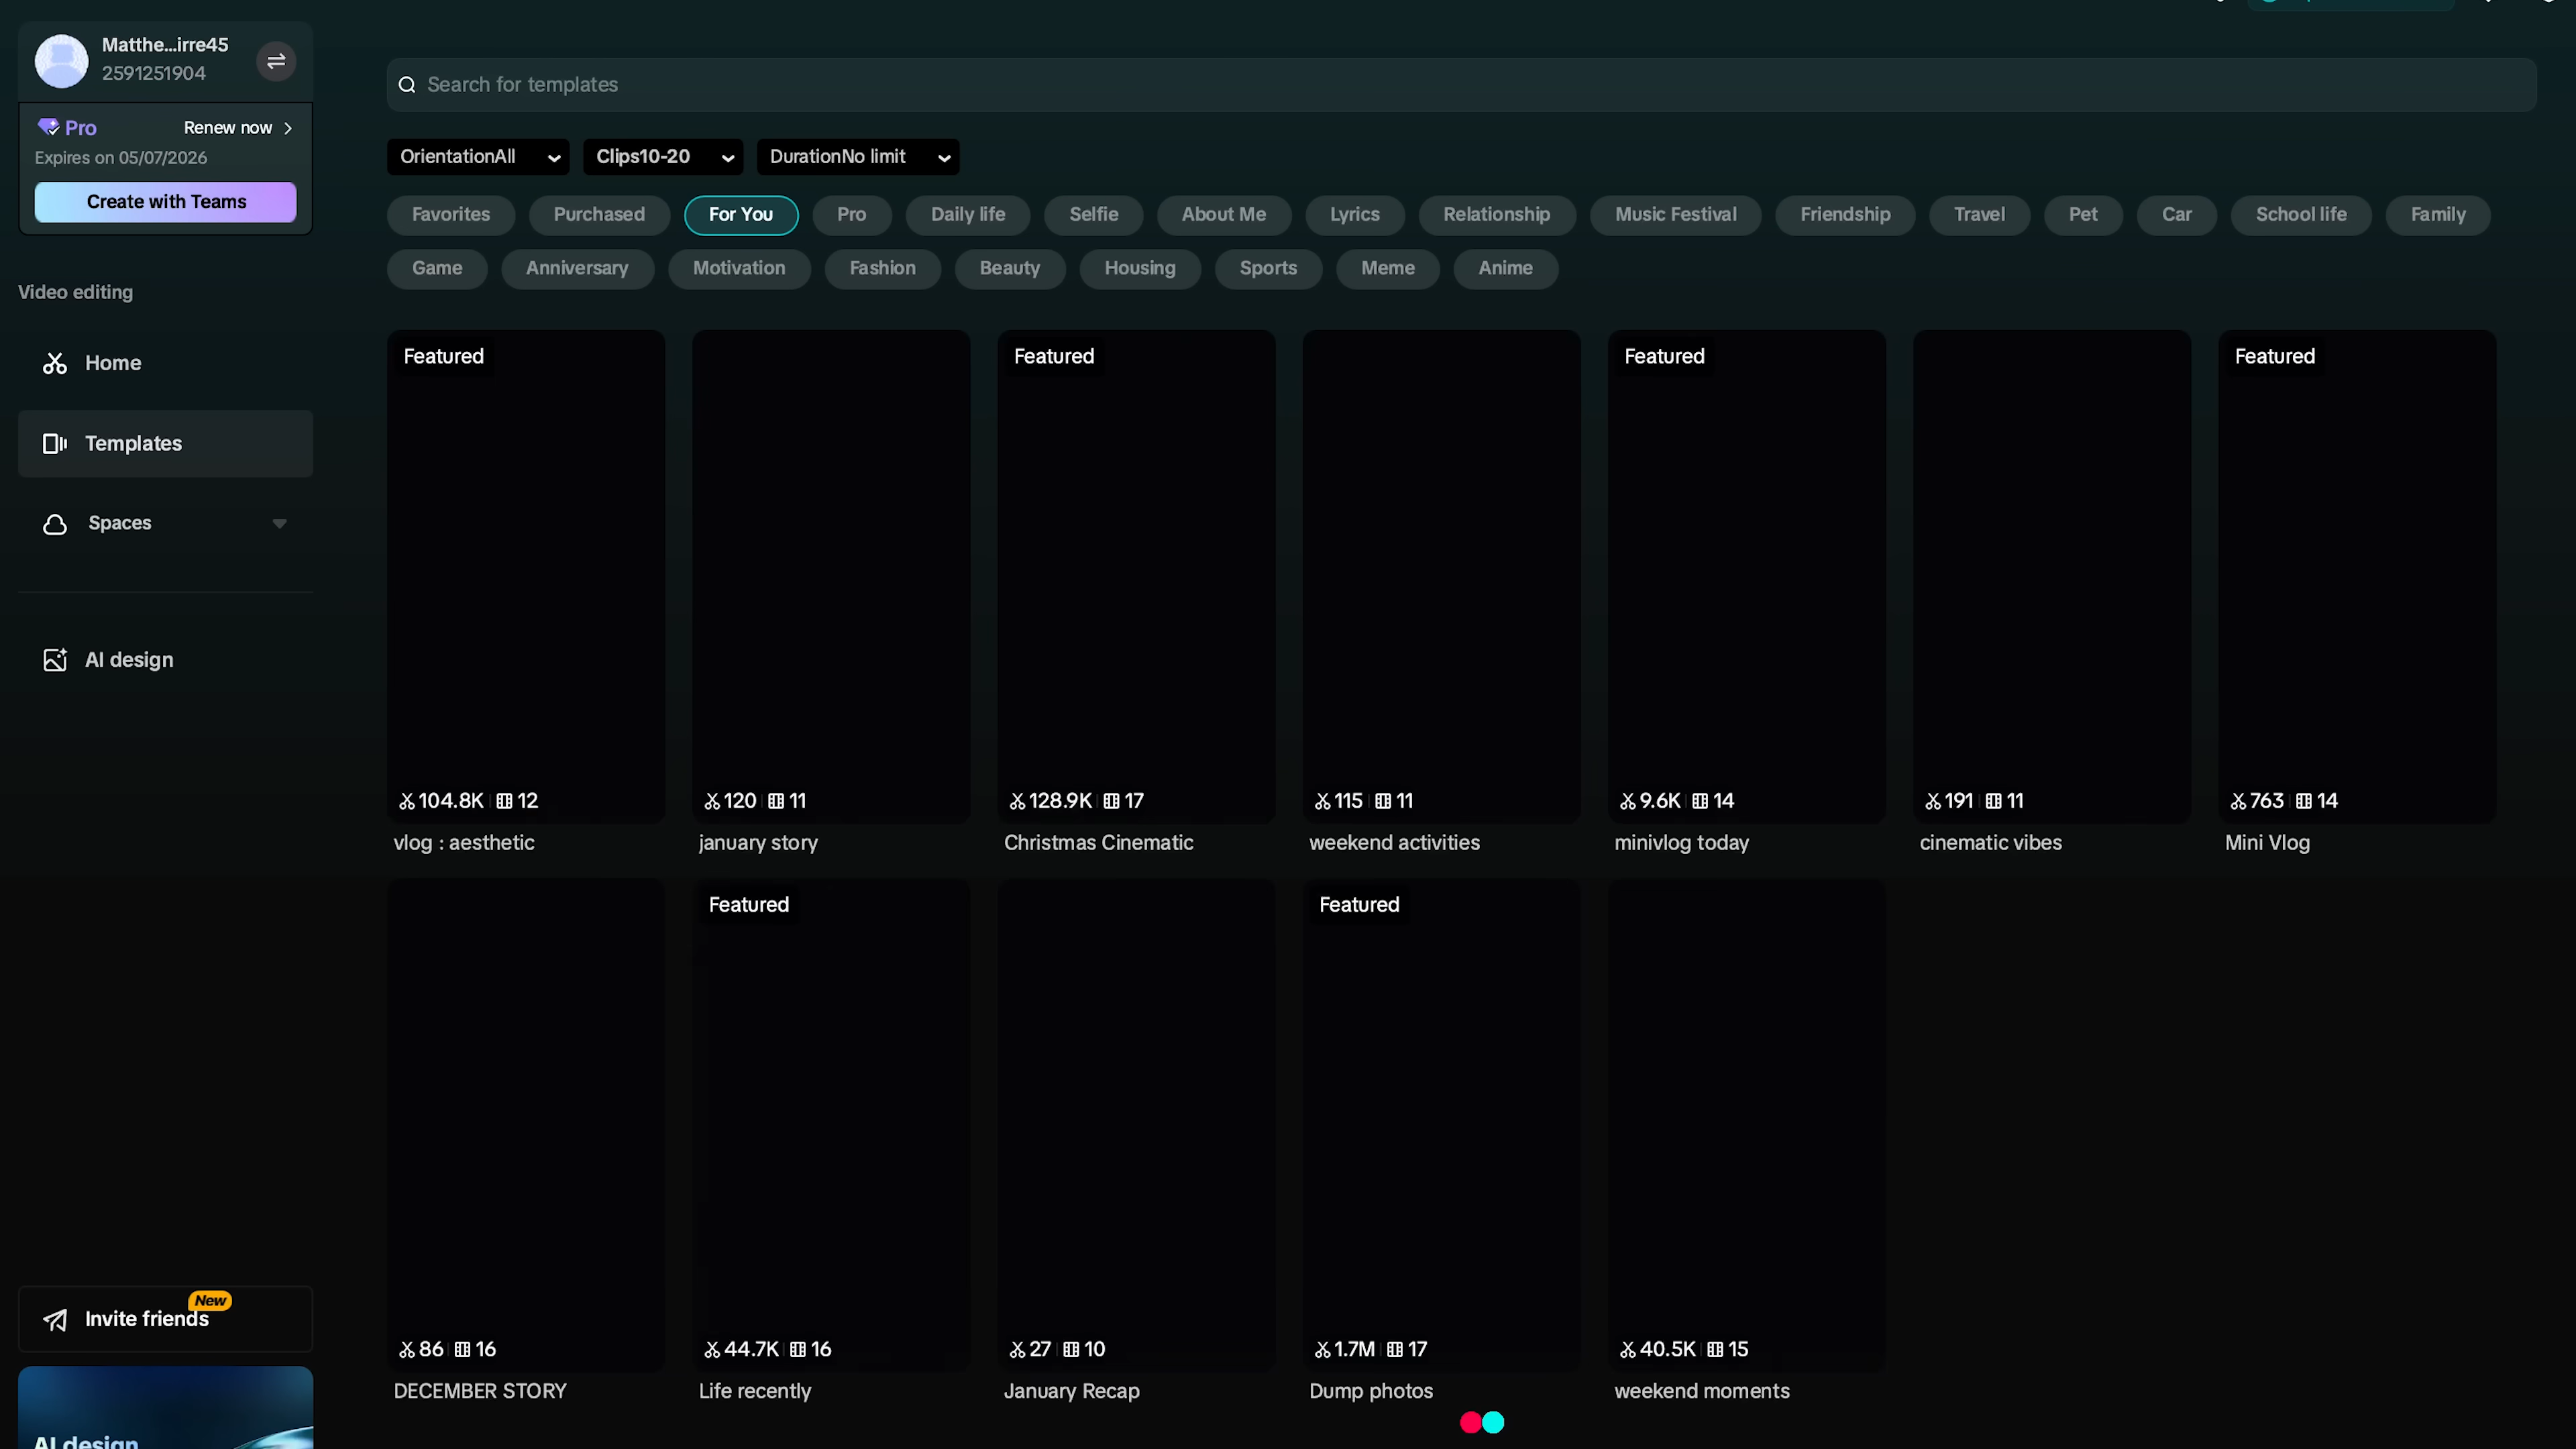 Matthe...irre45
2591251904
Pro
Renew now
Expires on 05/07/2026
Create with Teams
Video editing
Home
Templates
Spaces
AI design
Invite friends
New
AI design
Search for templates
OrientationAll
Clips10-20
DurationNo limit
Favorites
Purchased
For You
Pro
Daily life
Selfie
About Me
Lyrics
Relationship
Music Festival
Friendship
Travel
Pet
Car
School life
Family
Game
Anniversary
Motivation
Fashion
Beauty
Housing
Sports
Meme
Anime
Featured
104.8K 12
vlog : aesthetic
120 11
january story
Featured
128.9K 17
Christmas Cinematic
115 11
weekend activities
Featured
9.6K 14
minivlog today
191 11
cinematic vibes
Featured
763 14
Mini Vlog
86 16
DECEMBER STORY
Featured
44.7K 16
Life recently
27 10
January Recap
Featured
1.7M 17
Dump photos
40.5K 15
weekend moments